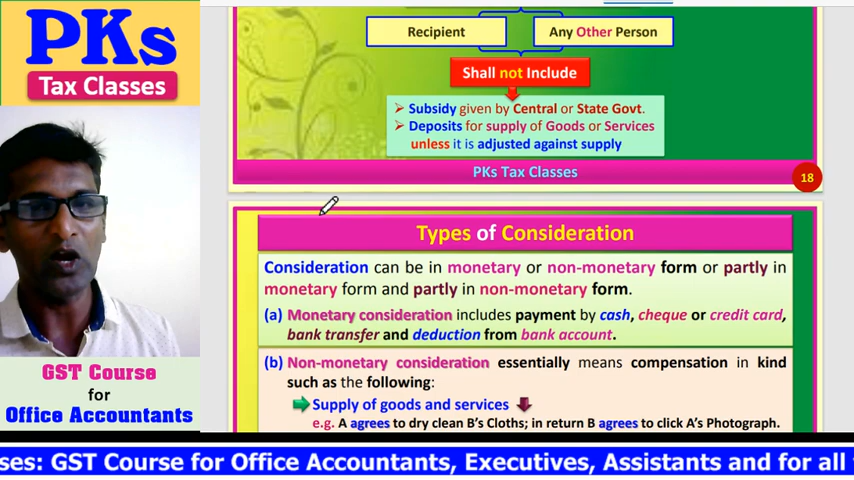 PKs
Tax Classes
Recipient
Any Other Person
Shall not Include
➢ Subsidy given by Central or State Govt.
➢ Deposits for supply of Goods or Services
unless it is adjusted against supply
PKs Tax Classes
18
Types of Consideration
Consideration can be in monetary or non-monetary form or partly in
monetary form and partly in non-monetary form.
(a) Monetary consideration includes payment by cash, cheque or credit card,
bank transfer and deduction from bank account.
(b) Non-monetary consideration essentially means compensation in kind
such as the following:
Supply of goods and services
e.g. A agrees to dry clean B's Cloths; in return B agrees to click A's Photograph.
GST Course
for
Office Accountants
ses: GST Course for Office Accountants, Executives, Assistants and for all